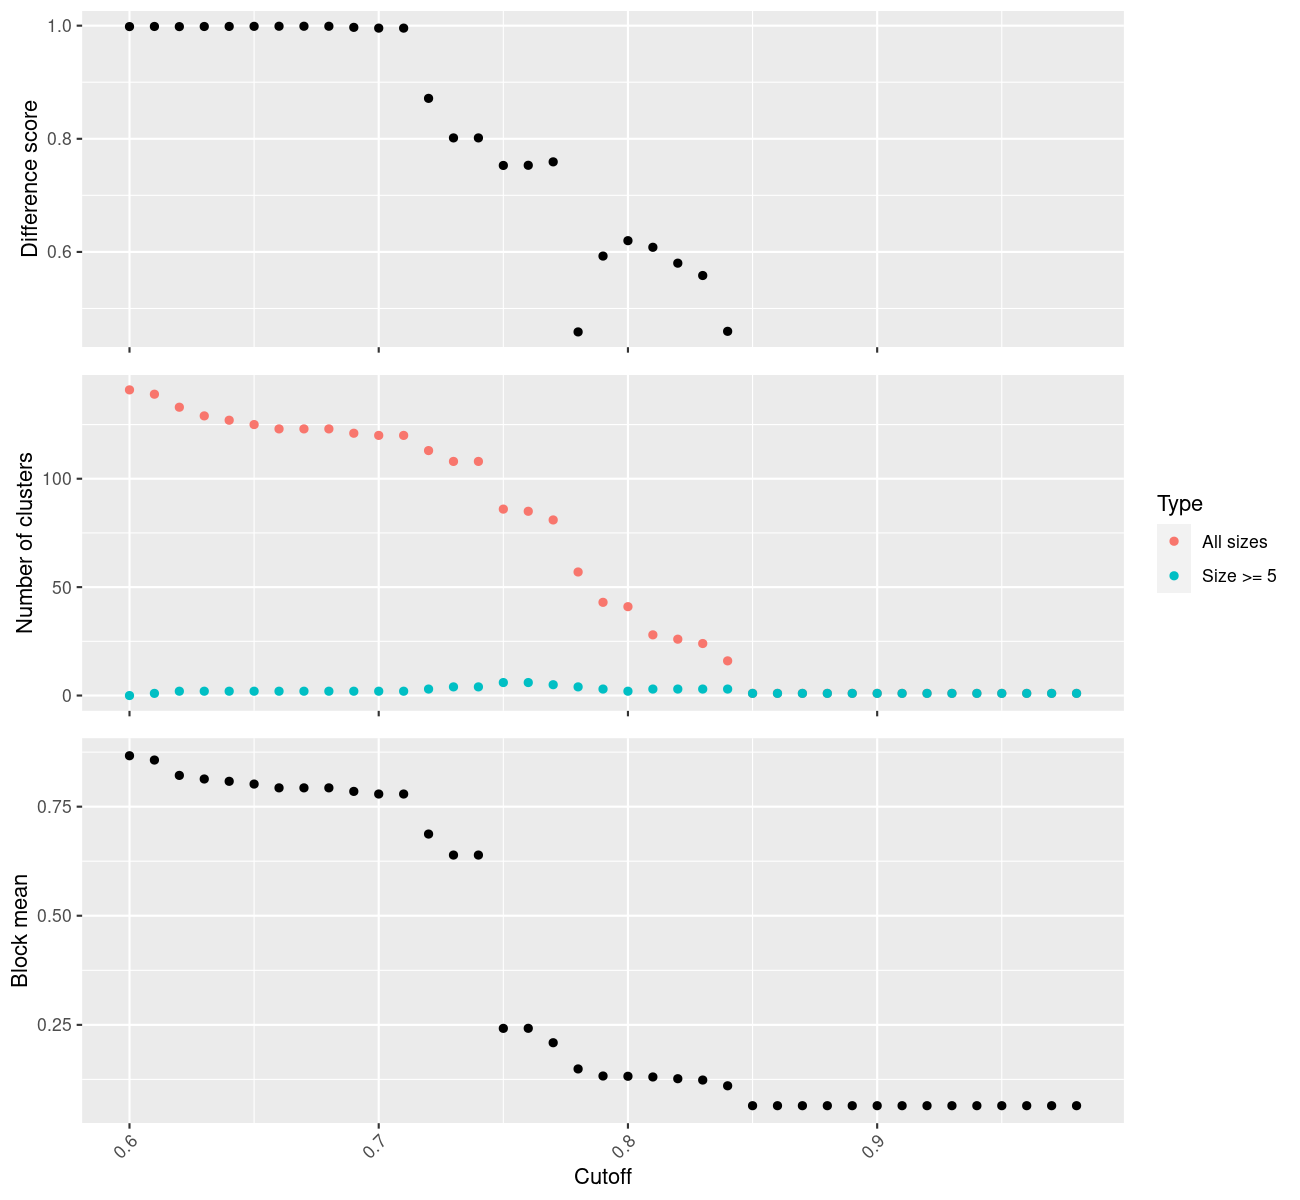 1.0
0.8
0.6
Difference score
100
50
0
Number of clusters
Type
All sizes
Size >= 5
0.75
0.50
0.25
Block mean
0.6
0.7
0.8
0.9
Cutoff